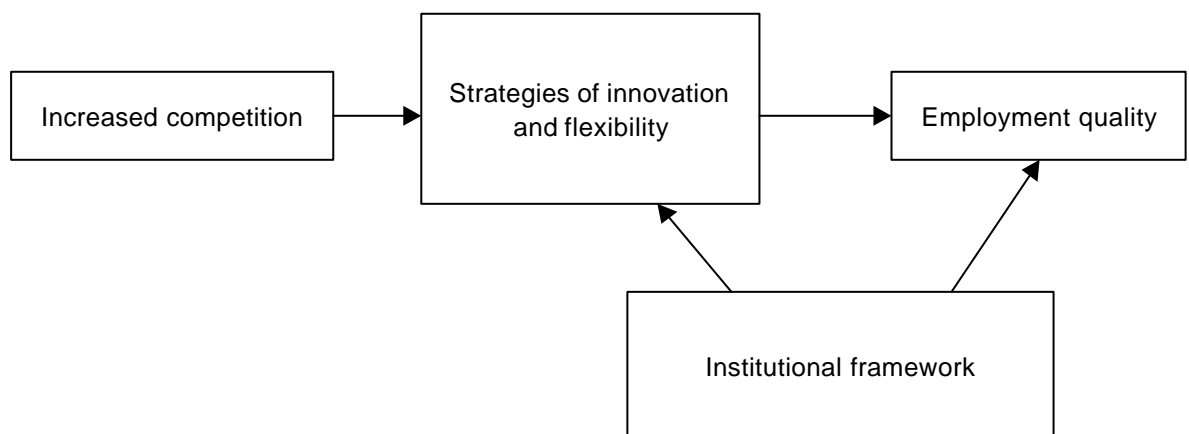 Increased competition
Strategies of innovation
and flexibility
Employment quality
Institutional framework